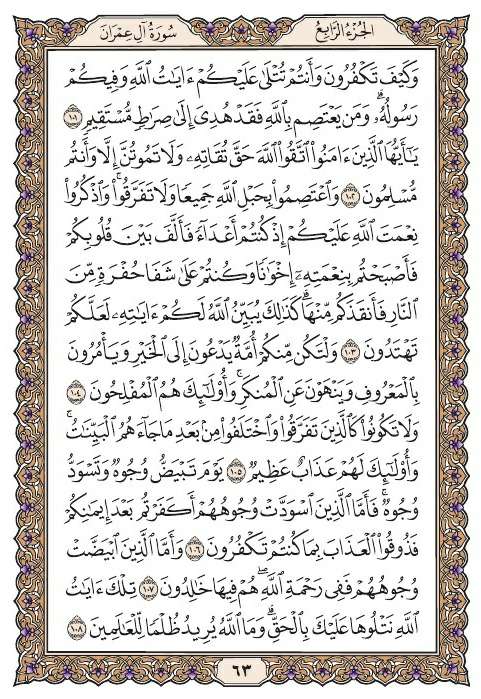 الجزء الرابع
سورة آل عمران
وَكَيْفَ تَكْفُرُونَ وَأَنتُمْ تُتْلَىٰ عَلَيْكُمْ ءَايَٰتُ ٱللَّهِ وَفِيكُمْ
رَسُولُهُۥ ۗ وَمَن يَعْتَصِم بِٱللَّهِ فَقَدْ هُدِىَ إِلَىٰ صِرَٰطٍ مُّسْتَقِيمٍ ١٠١
يَٰٓأَيُّهَا ٱلَّذِينَ ءَامَنُوا۟ ٱتَّقُوا۟ ٱللَّهَ حَقَّ تُقَاتِهِۦ وَلَا تَمُوتُنَّ إِلَّا وَأَنتُم
مُّسْلِمُونَ ١٠٢ وَٱعْتَصِمُوا۟ بِحَبْلِ ٱللَّهِ جَمِيعًا وَلَا تَفَرَّقُوا۟ ۚ وَٱذْكُرُوا۟
نِعْمَتَ ٱللَّهِ عَلَيْكُمْ إِذْ كُنتُمْ أَعْدَآءً فَأَلَّفَ بَيْنَ قُلُوبِكُمْ
فَأَصْبَحْتُم بِنِعْمَتِهِۦٓ إِخْوَٰنًا وَكُنتُمْ عَلَىٰ شَفَا حُفْرَةٍ مِّنَ
ٱلنَّارِ فَأَنقَذَكُم مِّنْهَا ۗ كَذَٰلِكَ يُبَيِّنُ ٱللَّهُ لَكُمْ ءَايَٰتِهِۦ لَعَلَّكُمْ
تَهْتَدُونَ ١٠٣ وَلْتَكُن مِّنكُمْ أُمَّةٌ يَدْعُونَ إِلَى ٱلْخَيْرِ وَيَأْمُرُونَ
بِٱلْمَعْرُوفِ وَيَنْهَوْنَ عَنِ ٱلْمُنكَرِ ۚ وَأُو۟لَٰٓئِكَ هُمُ ٱلْمُفْلِحُونَ ١٠٤
وَلَا تَكُونُوا۟ كَٱلَّذِينَ تَفَرَّقُوا۟ وَٱخْتَلَفُوا۟ مِنۢ بَعْدِ مَا جَآءَهُمُ ٱلْبَيِّنَٰتُ ۚ
وَأُو۟لَٰٓئِكَ لَهُمْ عَذَابٌ عَظِيمٌ ١٠٥ يَوْمَ تَبْيَضُّ وُجُوهٌ وَتَسْوَدُّ
وُجُوهٌ ۚ فَأَمَّا ٱلَّذِينَ ٱسْوَدَّتْ وُجُوهُهُمْ أَكَفَرْتُم بَعْدَ إِيمَٰنِكُمْ
فَذُوقُوا۟ ٱلْعَذَابَ بِمَا كُنتُمْ تَكْفُرُونَ ١٠٦ وَأَمَّا ٱلَّذِينَ ٱبْيَضَّتْ
وُجُوهُهُمْ فَفِى رَحْمَةِ ٱللَّهِ ۖ هُمْ فِيهَا خَٰلِدُونَ ١٠٧ تِلْكَ ءَايَٰتُ
ٱللَّهِ نَتْلُوهَا عَلَيْكَ بِٱلْحَقِّ ۗ وَمَا ٱللَّهُ يُرِيدُ ظُلْمًا لِّلْعَٰلَمِينَ ١٠٨
٦٣